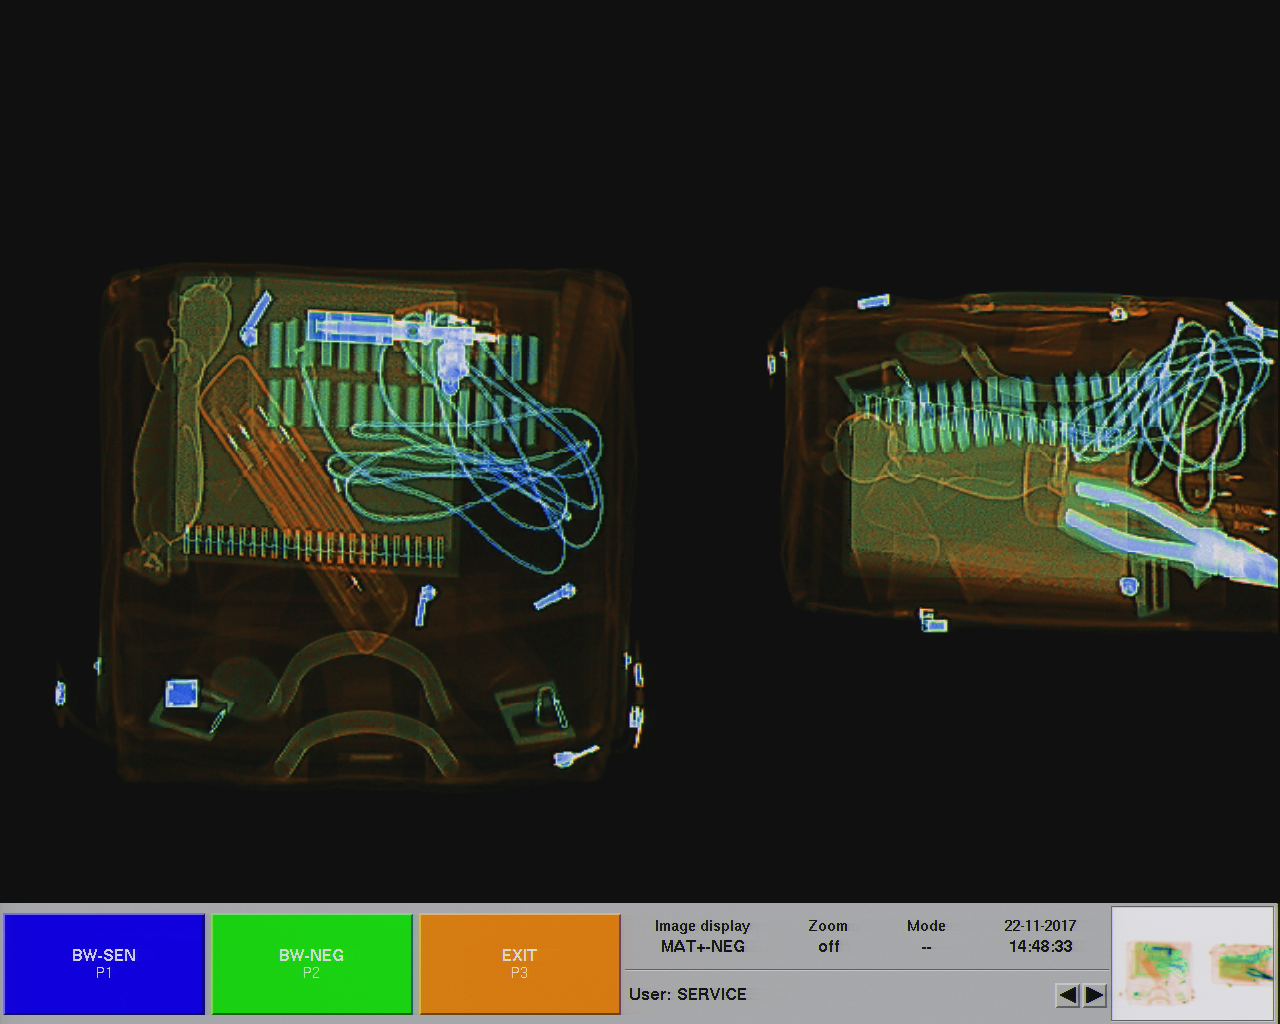 BW-SEN
P1
BW-NEG
P2
EXIT
P3
Image display
MAT+-NEG
Zoom
off
Mode
--
22-11-2017
14:48:33
User: SERVICE